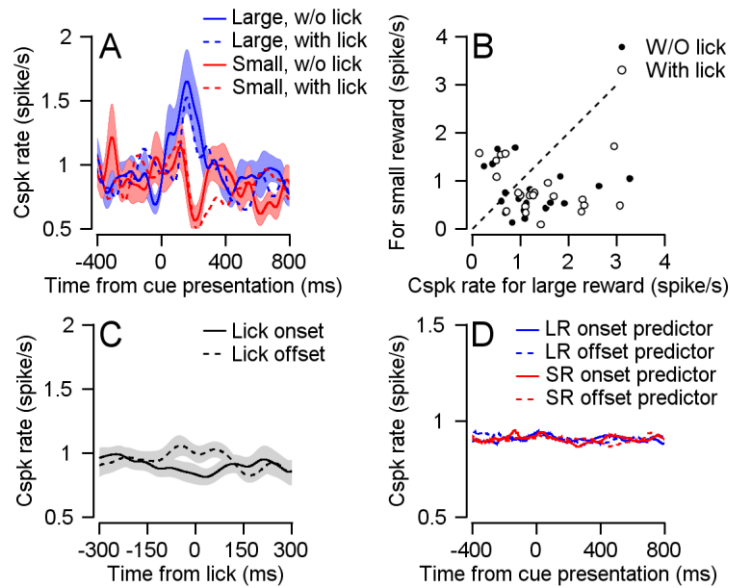 A
Large, w/o lick
Large, with lick
Small, w/o lick
Small, with lick
Cspk rate (spike/s)
2
1.5
1
0.5
-400 0 400 800
Time from cue presentation (ms)
B
W/O lick
With lick
For small reward (spike/s)
4
3
2
1
0
0 1 2 3 4
Cspk rate for large reward (spike/s)
C
Lick onset
Lick offset
Cspk rate (spike/s)
2
1.5
1
0.5
-300 -150 0 150 300
Time from lick (ms)
D
LR onset predictor
LR offset predictor
SR onset predictor
SR offset predictor
Cspk rate (spike/s)
1.5
1
0.5
-400 0 400 800
Time from cue presentation (ms)